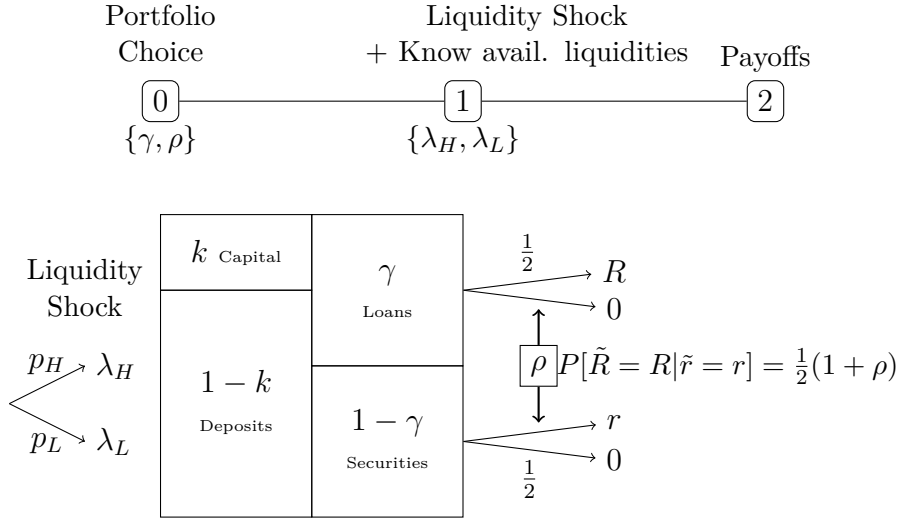 Portfolio
Choice
Liquidity Shock
+ Know avail. liquidities
Payoffs
0
1
2
{γ, ρ}
{λ_H, λ_L}
Liquidity
Shock
p_H
λ_H
p_L
λ_L
k Capital
1 − k
Deposits
γ
Loans
1 − γ
Securities
1/2
R
0
ρ
P[R̃ = R|r̃ = r] = 1/2(1 + ρ)
r
0
1/2